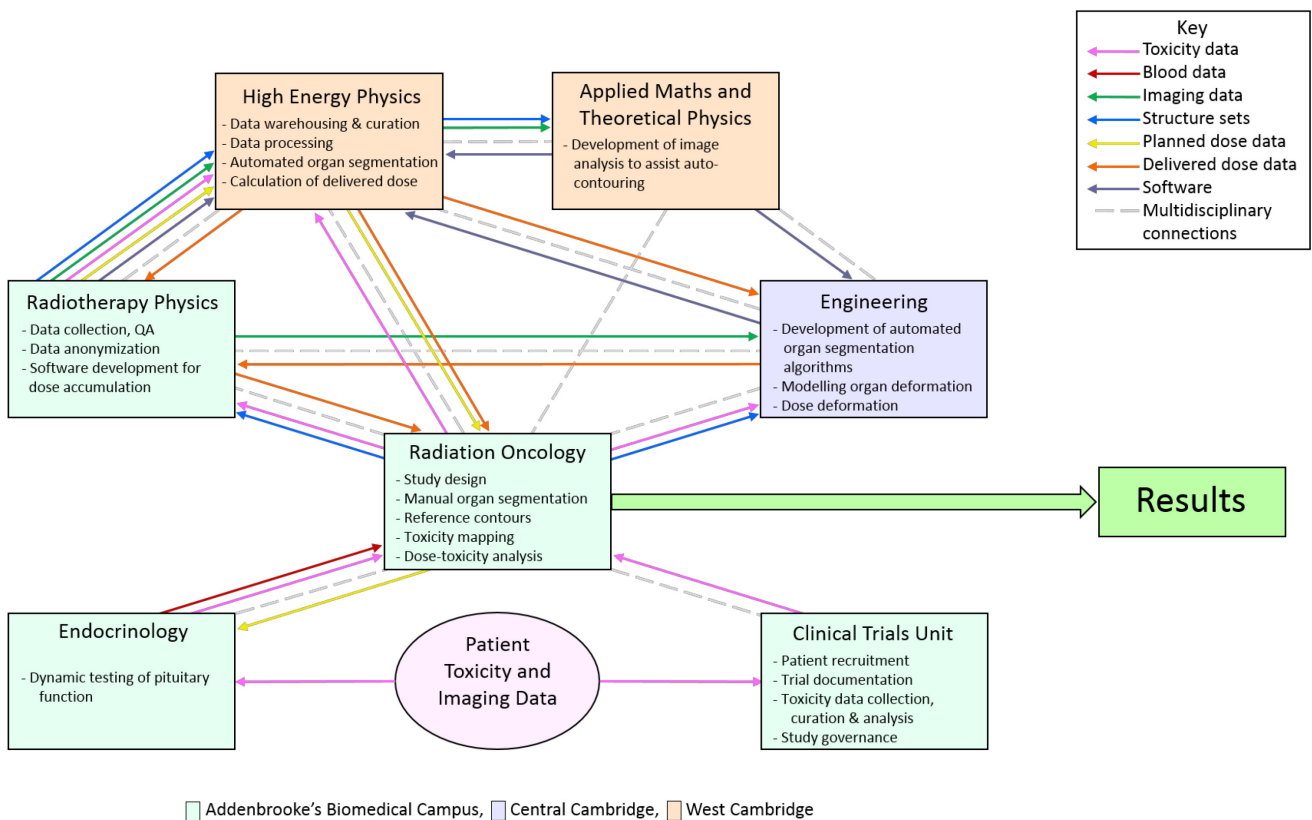 Key
Toxicity data
Blood data
Imaging data
Structure sets
Planned dose data
Delivered dose data
Software
Multidisciplinary
connections
High Energy Physics
- Data warehousing & curation
- Data processing
- Automated organ segmentation
- Calculation of delivered dose
Applied Maths and
Theoretical Physics
- Development of image
analysis to assist auto-
contouring
Radiotherapy Physics
- Data collection, QA
- Data anonymization
- Software development for
dose accumulation
Engineering
- Development of automated
organ segmentation
algorithms
- Modelling organ deformation
- Dose deformation
Radiation Oncology
- Study design
- Manual organ segmentation
- Reference contours
- Toxicity mapping
- Dose-toxicity analysis
Results
Endocrinology
- Dynamic testing of pituitary
function
Patient
Toxicity and
Imaging Data
Clinical Trials Unit
- Patient recruitment
- Trial documentation
- Toxicity data collection,
curation & analysis
- Study governance
Addenbrooke's Biomedical Campus, Central Cambridge, West Cambridge